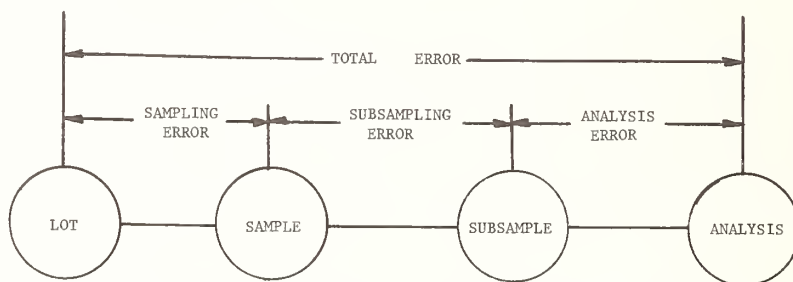 TOTAL ERROR
SAMPLING ERROR
SUBSAMPLING ERROR
ANALYSIS ERROR
LOT
SAMPLE
SUBSAMPLE
ANALYSIS